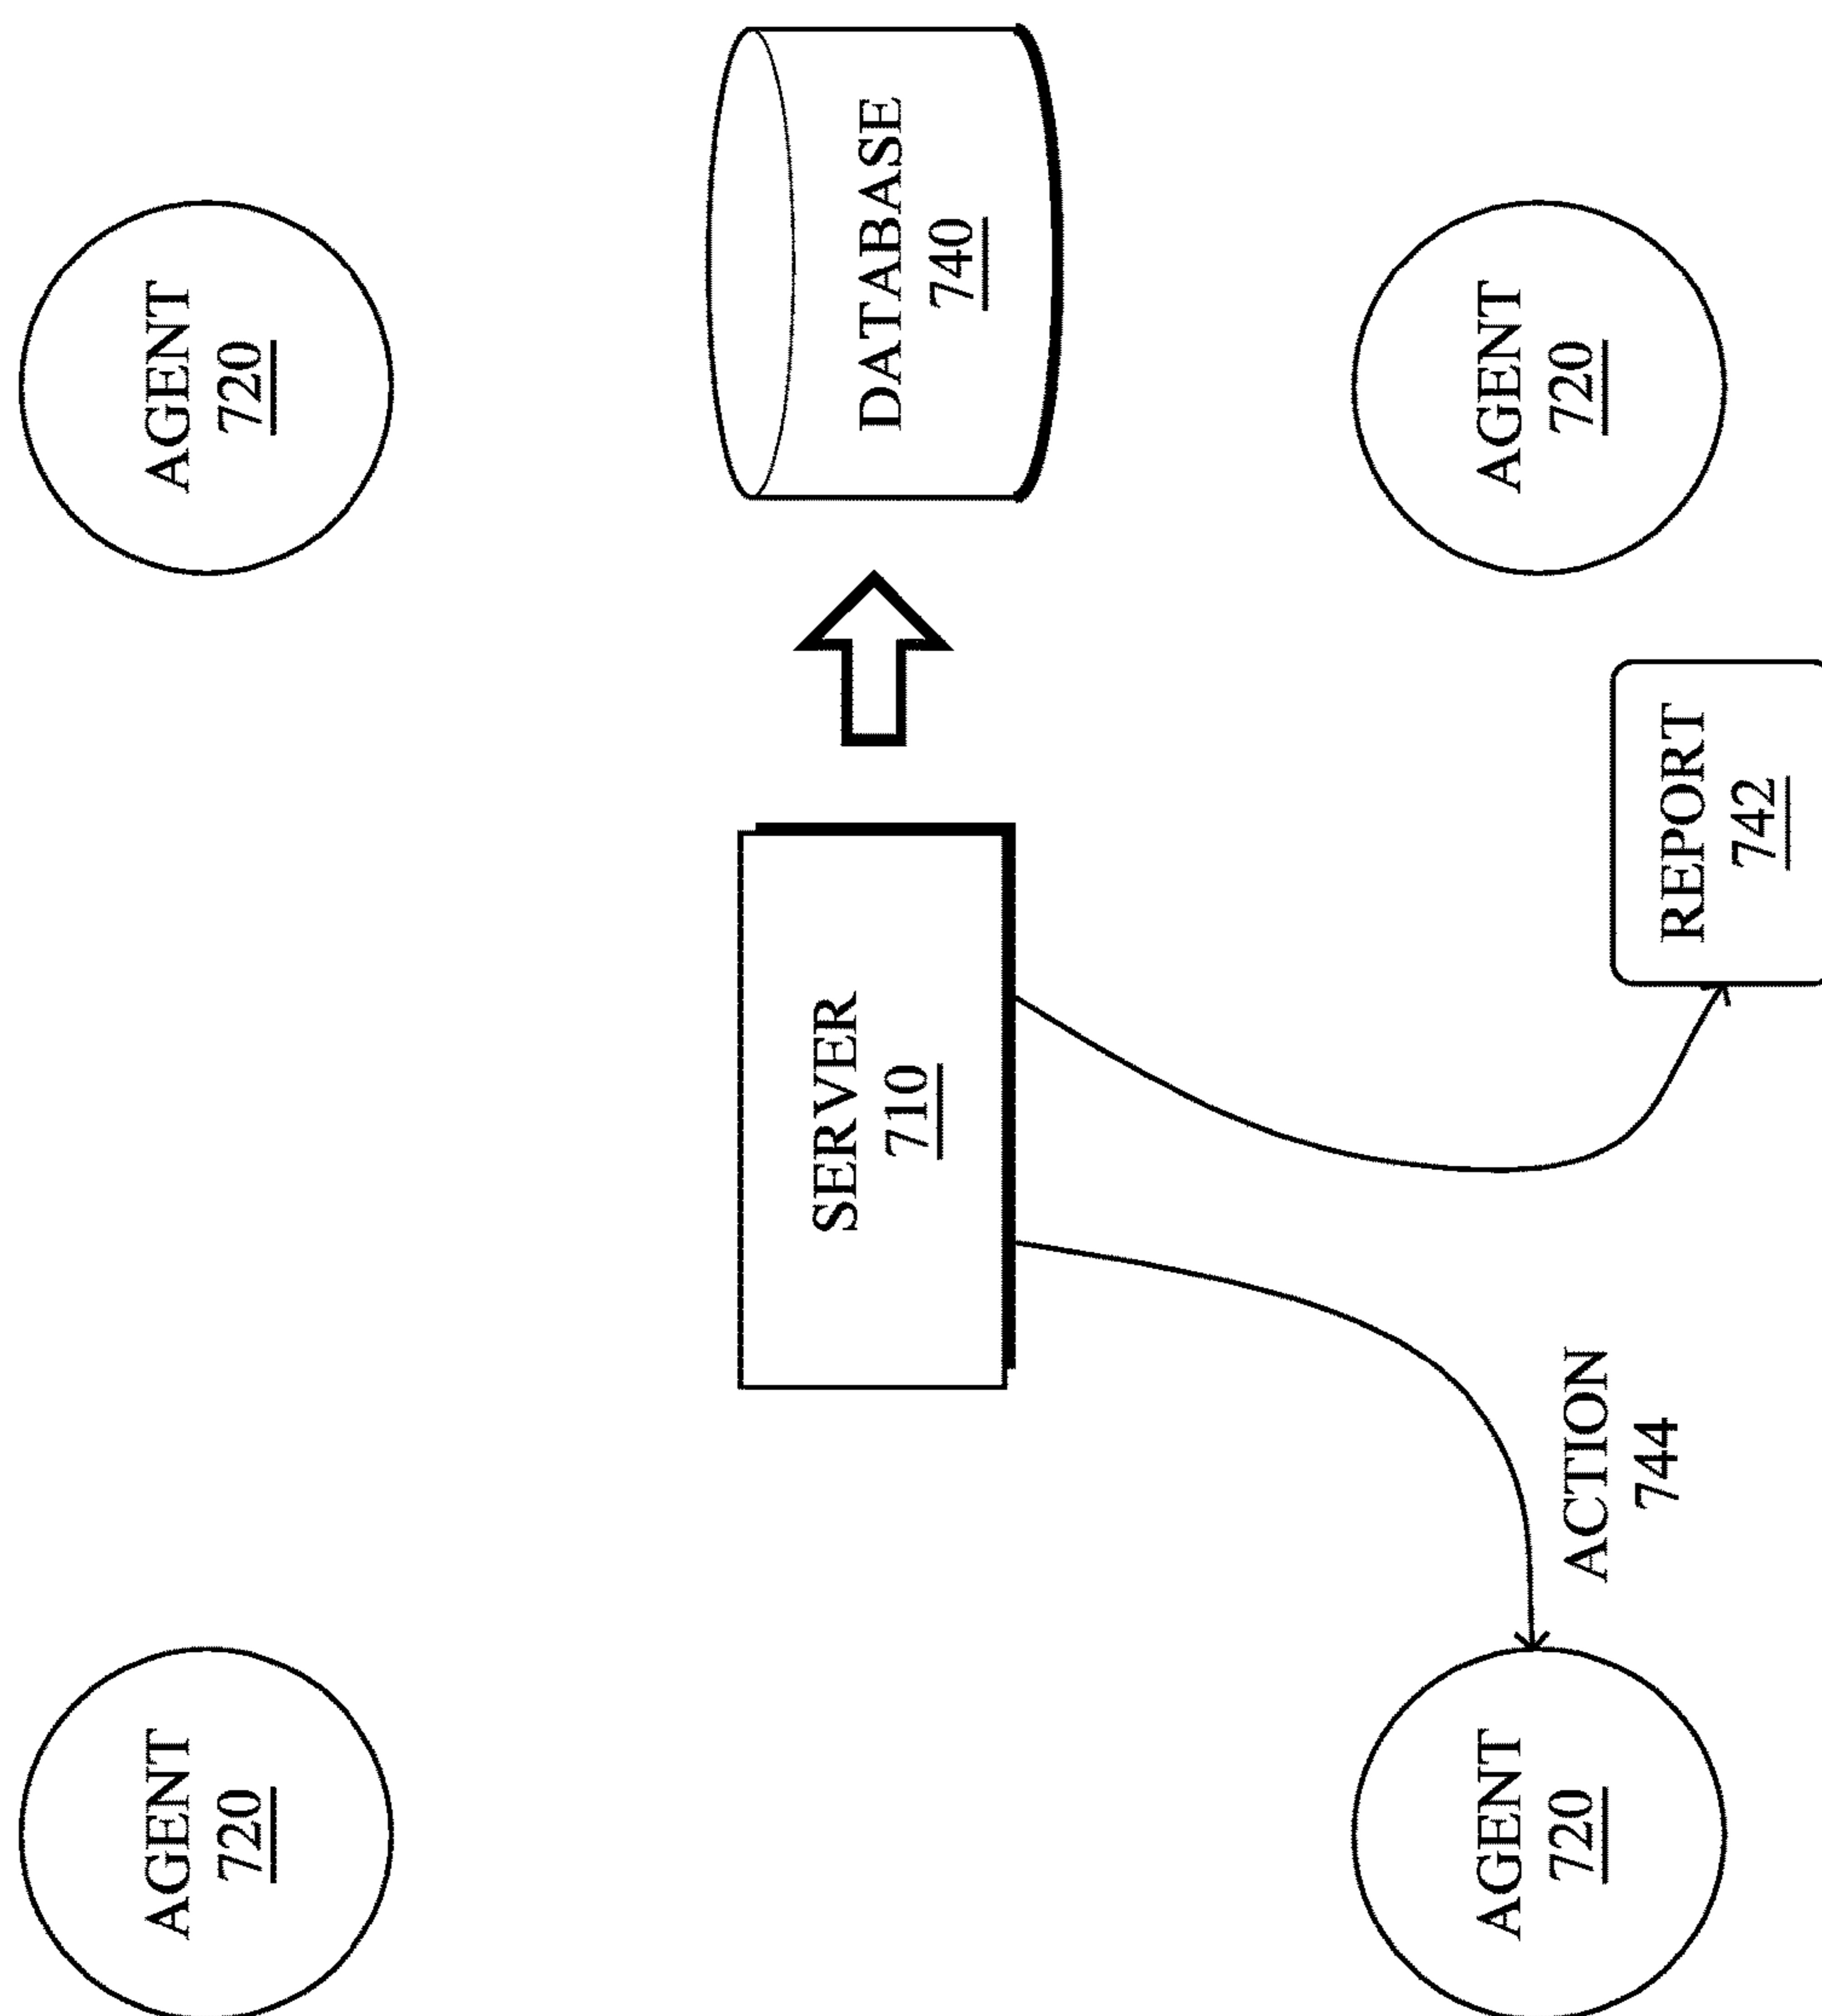 AGENT
720
AGENT
720
SERVER
710
DATABASE
740
AGENT
720
ACTION
744
REPORT
742
AGENT
720